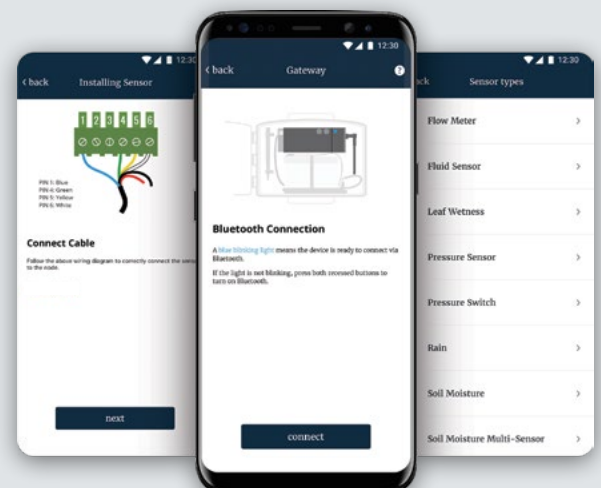 12:30
< back
Installing Sensor
1 2 3 4 5 6
PIN 1: Blue
PIN 4: Green
PIN 5: Yellow
PIN 6: White
Connect Cable
Follow the above wiring diagram to correctly connect the sens
to the node.
next
12:30
< back
Gateway
?
Bluetooth Connection
A blue blinking light means the device is ready to connect via
Bluetooth.
If the light is not blinking, press both recessed buttons to
turn on Bluetooth.
connect
12:30
ck
Sensor types
Flow Meter >
Fluid Sensor >
Leaf Wetness >
Pressure Sensor >
Pressure Switch >
Rain >
Soil Moisture >
Soil Moisture Multi-Sensor >